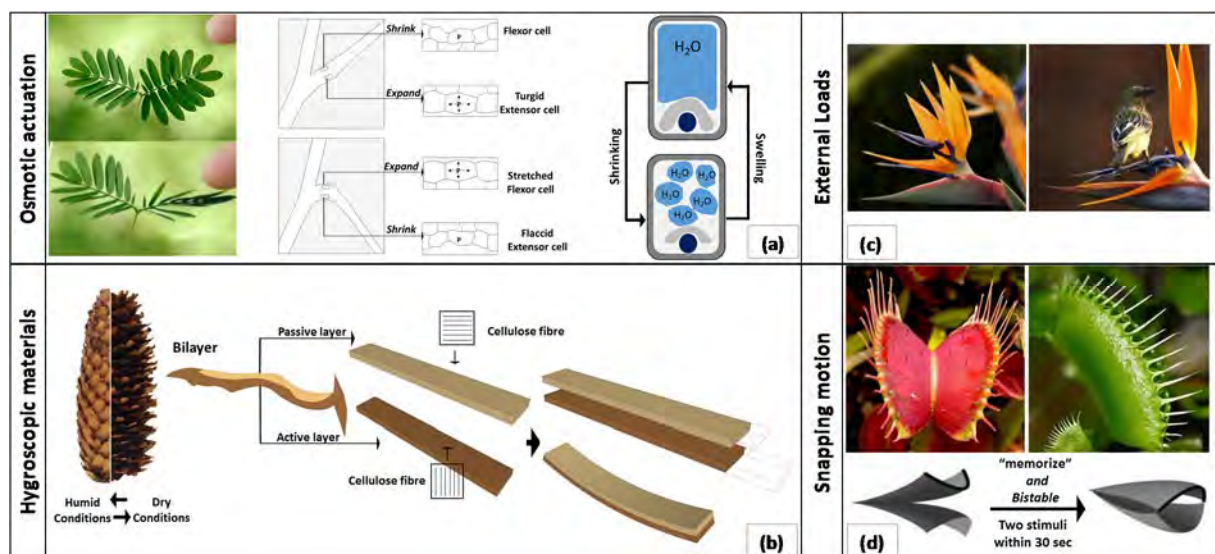 Osmotic actuation
Shrink
Flexor cell
P
Expand
Turgid
Extensor cell
P
Expand
Stretched
Flexor cell
P
Shrink
Flaccid
Extensor cell
P
H₂O
Shrinking
Swelling
H₂O
H₂O
H₂O
H₂O
H₂O
(a)
External Loads
(c)
Hygroscopic materials
Bilayer
Passive layer
Cellulose fibre
Active layer
Cellulose fibre
Humid
Conditions
Dry
Conditions
(b)
Snapping motion
"memorize"
and
Bistable
Two stimuli
within 30 sec
(d)